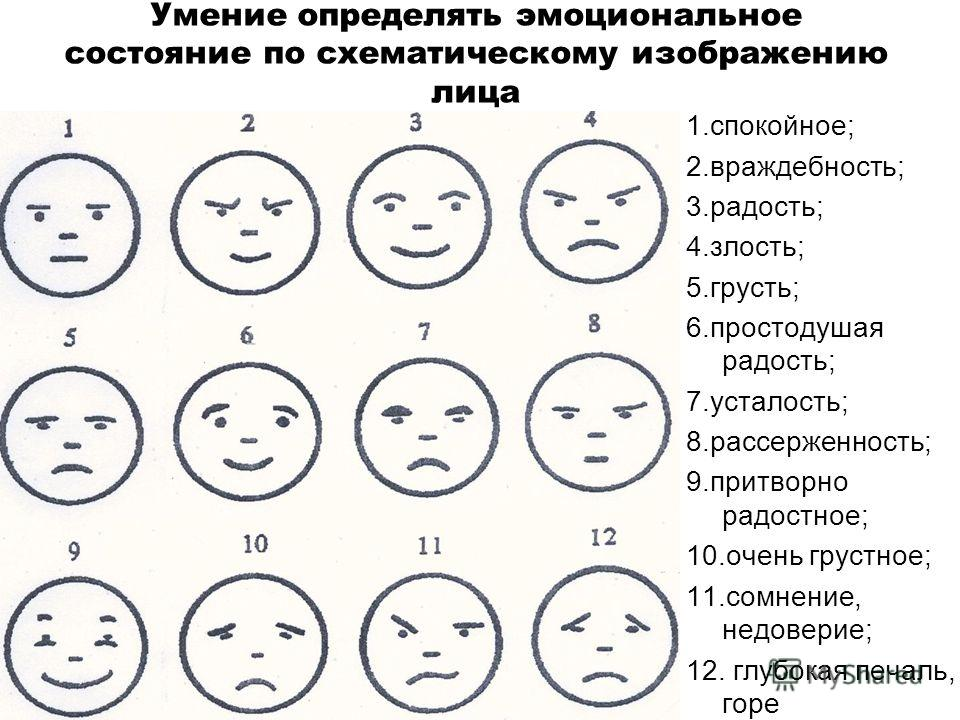 Умение определять эмоциональное
состояние по схематическому изображению
лица
1 2 3 4
5 6 7 8
9 10 11 12
1.спокойное;
2.враждебность;
3.радость;
4.злость;
5.грусть;
6.простодушая
радость;
7.усталость;
8.рассерженность;
9.притворно
радостное;
10.очень грустное;
11.сомнение,
недоверие;
12. глубокая печаль,
горе
MyShared